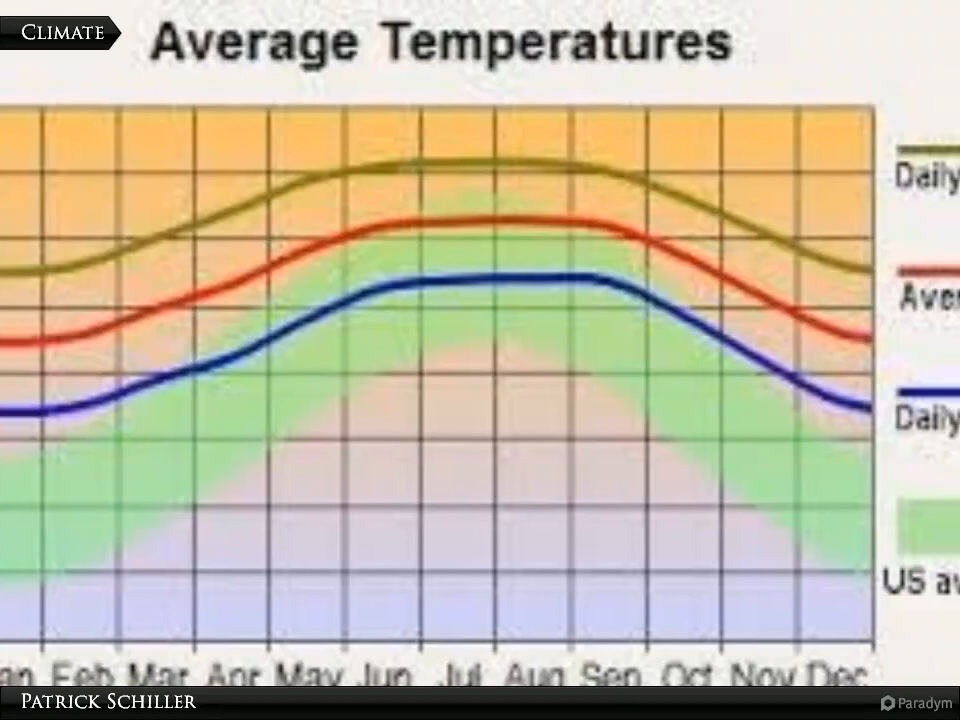 CLIMATE
Average Temperatures
Daily
Aver
Daily
US av
an Feb Mar Apr May Jun Jul Aug Sep Oct Nov Dec
PATRICK SCHILLER
Paradym